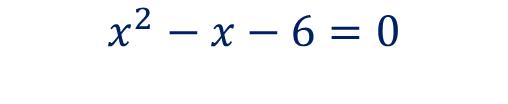 x² − x − 6 = 0